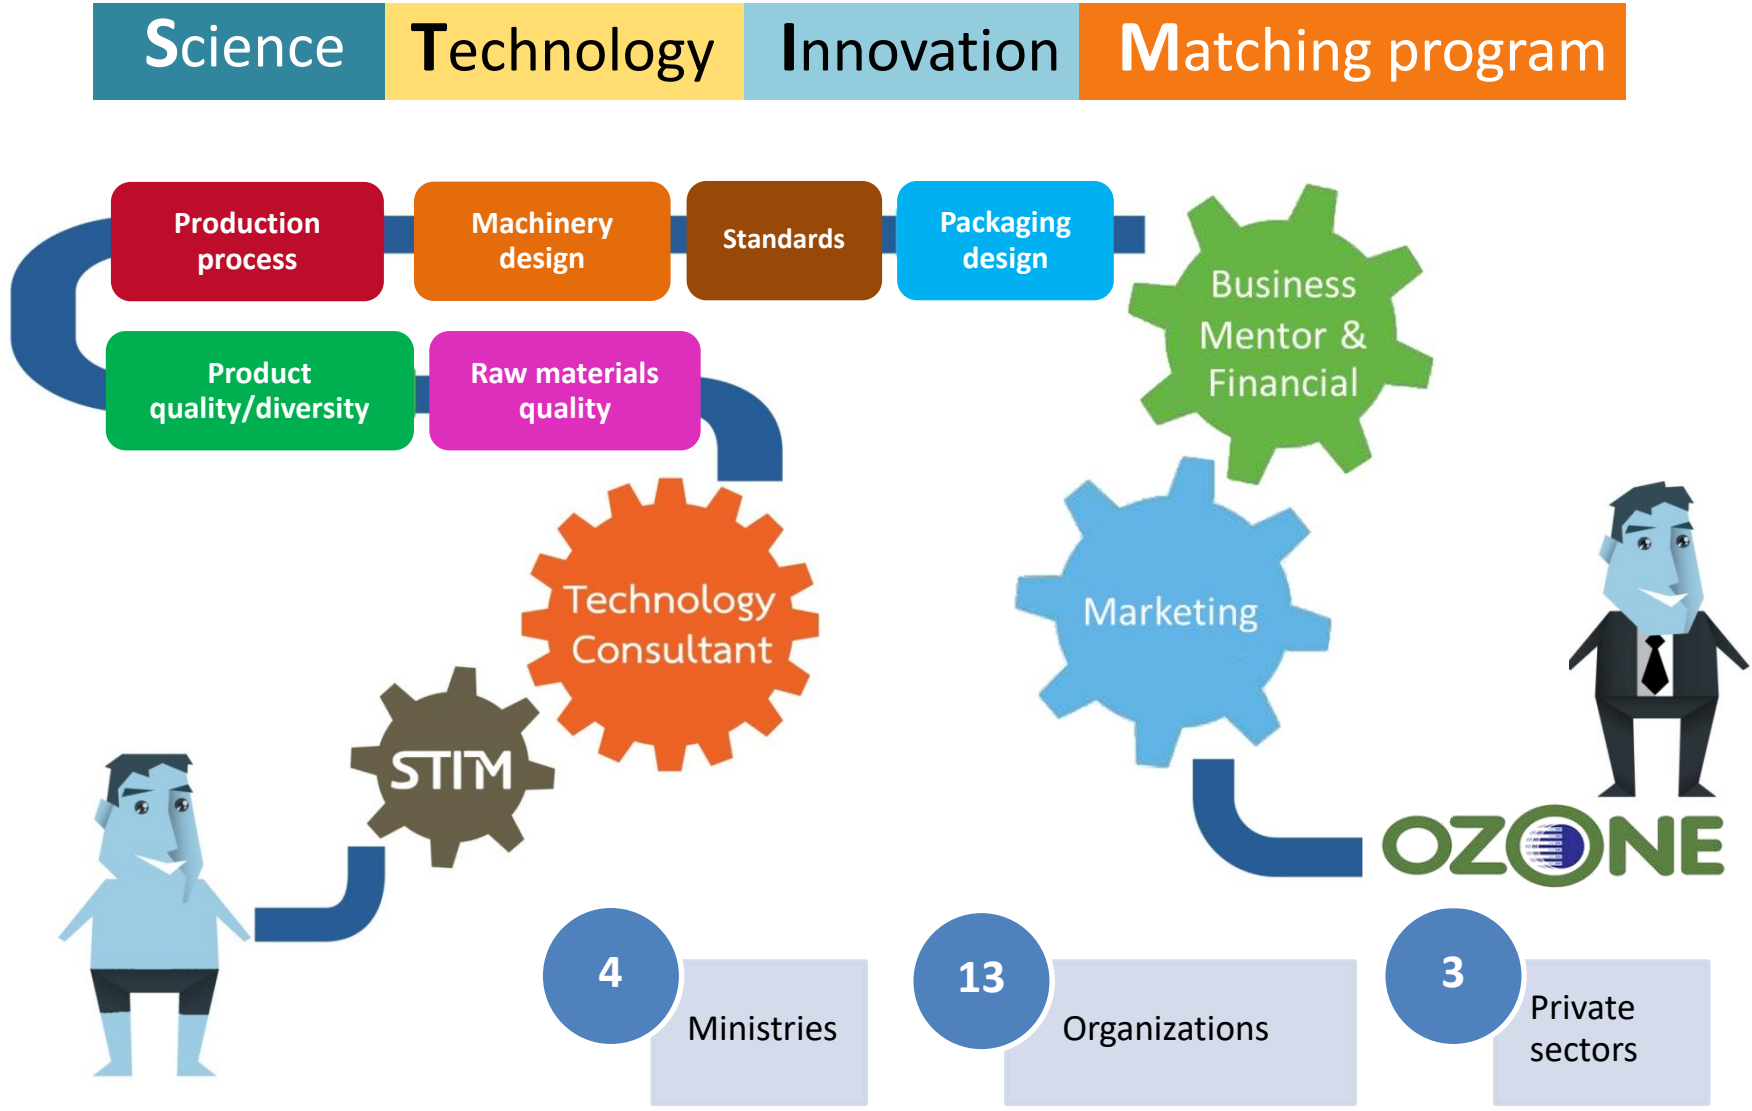 Science Technology Innovation Matching program
Production
process
Machinery
design
Standards
Packaging
design
Business
Mentor &
Financial
Product
quality/diversity
Raw materials
quality
Technology
Consultant
Marketing
STIM
OZONE
4
Ministries
13
Organizations
3
Private
sectors